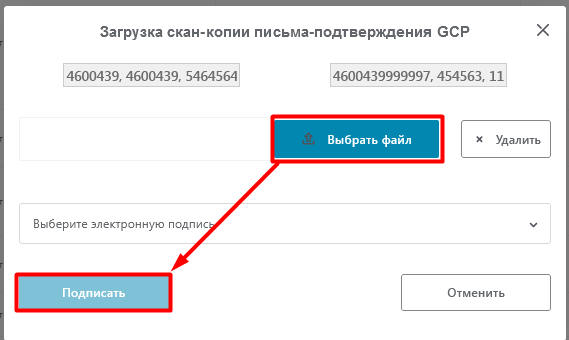 Загрузка скан-копии письма-подтверждения GCP
4600439, 4600439, 5464564
4600439999997, 454563, 11
Выбрать файл
× Удалить
Выберите электронную подпись
Подписать
Отменить